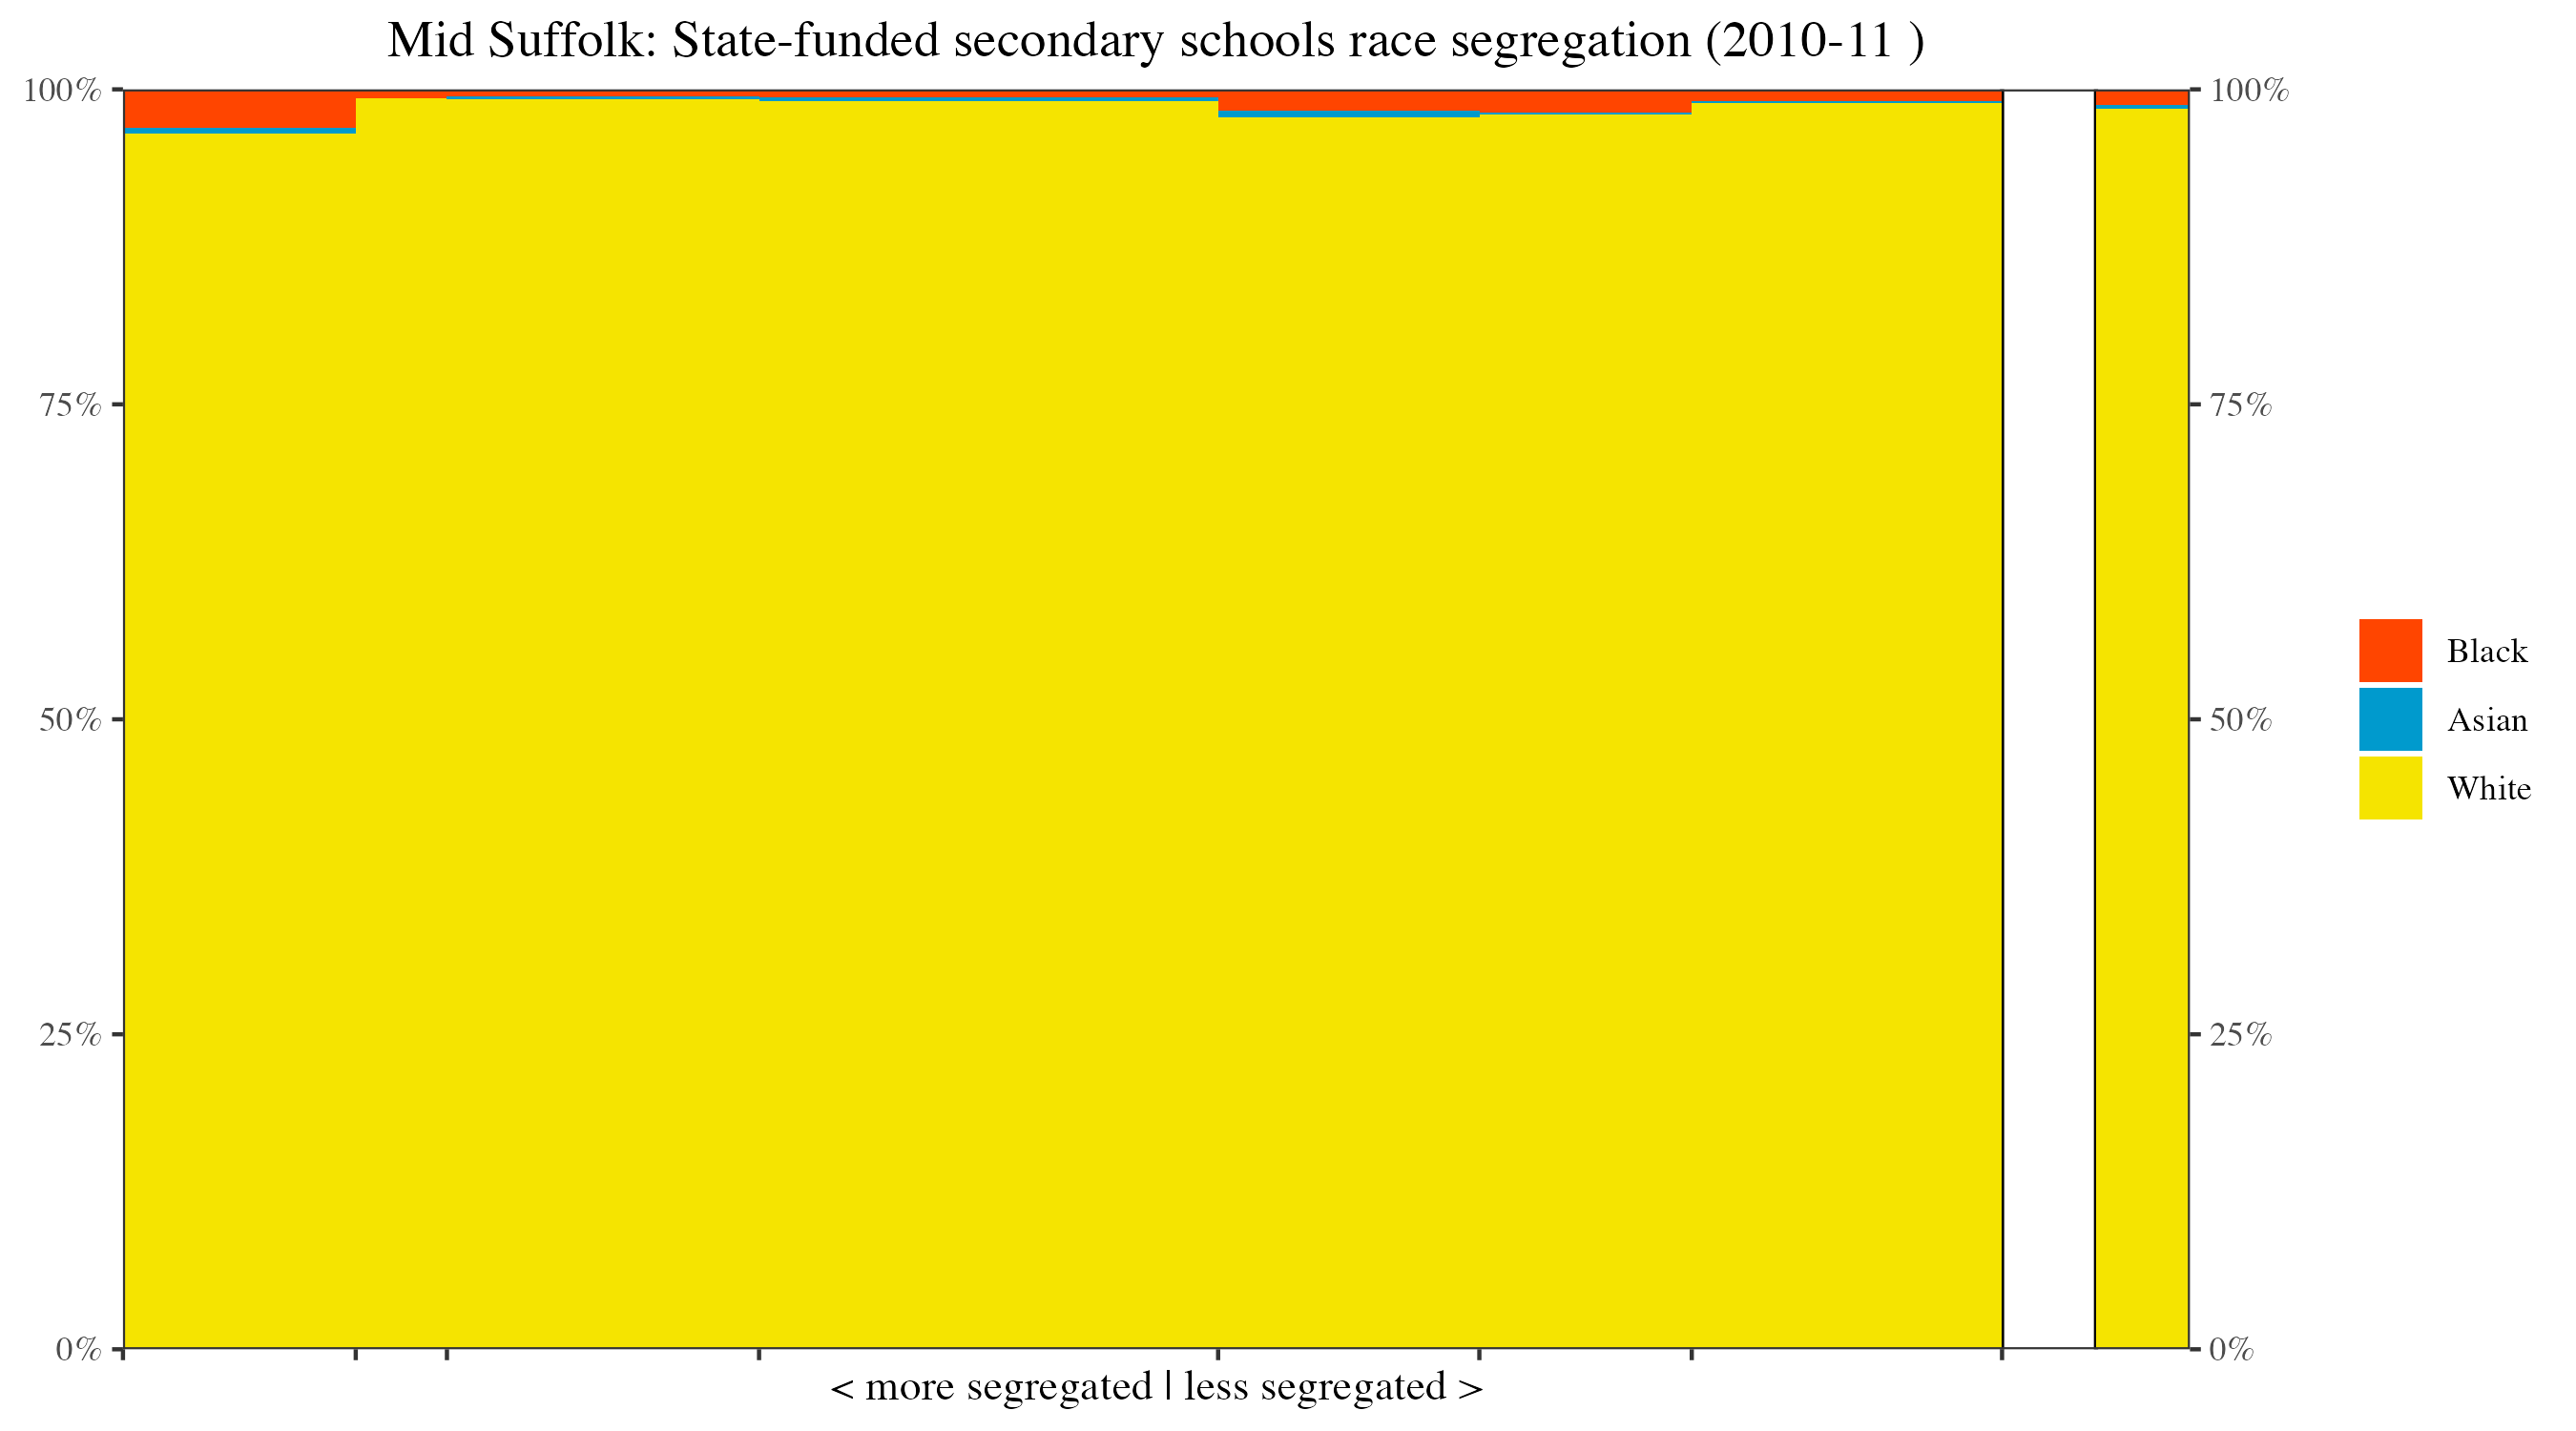 Mid Suffolk: State-funded secondary schools race segregation (2010-11 )
100%
100%
75%
75%
50%
50%
25%
25%
0%
0%
Black
Asian
White
< more segregated | less segregated >